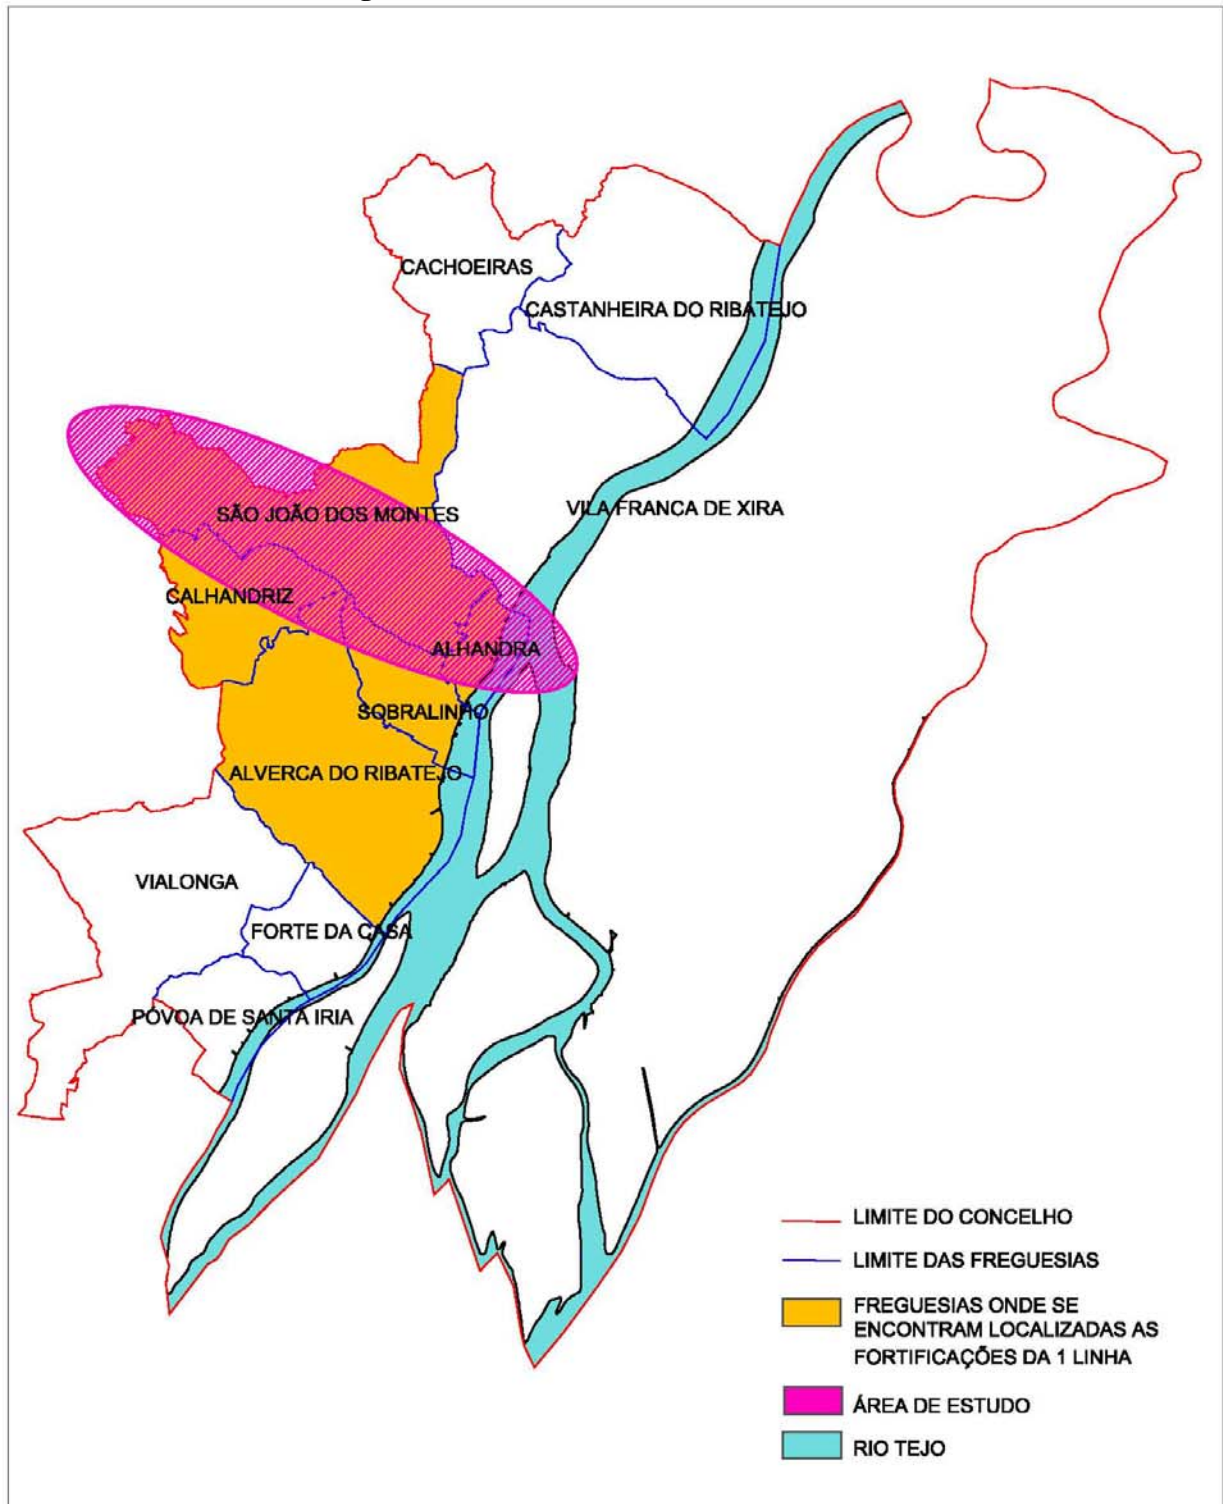 CACHOEIRAS
CASTANHEIRA DO RIBATEJO
VILA FRANCA DE XIRA
SÃO JOÃO DOS MONTES
CALHANDRIZ
ALHANDRA
SOBRALINHO
ALVERCA DO RIBATEJO
VIALONGA
FORTE DA CASA
PÓVOA DE SANTA IRIA
LIMITE DO CONCELHO
LIMITE DAS FREGUESIAS
FREGUESIAS ONDE SE
ENCONTRAM LOCALIZADAS AS
FORTIFICAÇÕES DA 1 LINHA
ÁREA DE ESTUDO
RIO TEJO